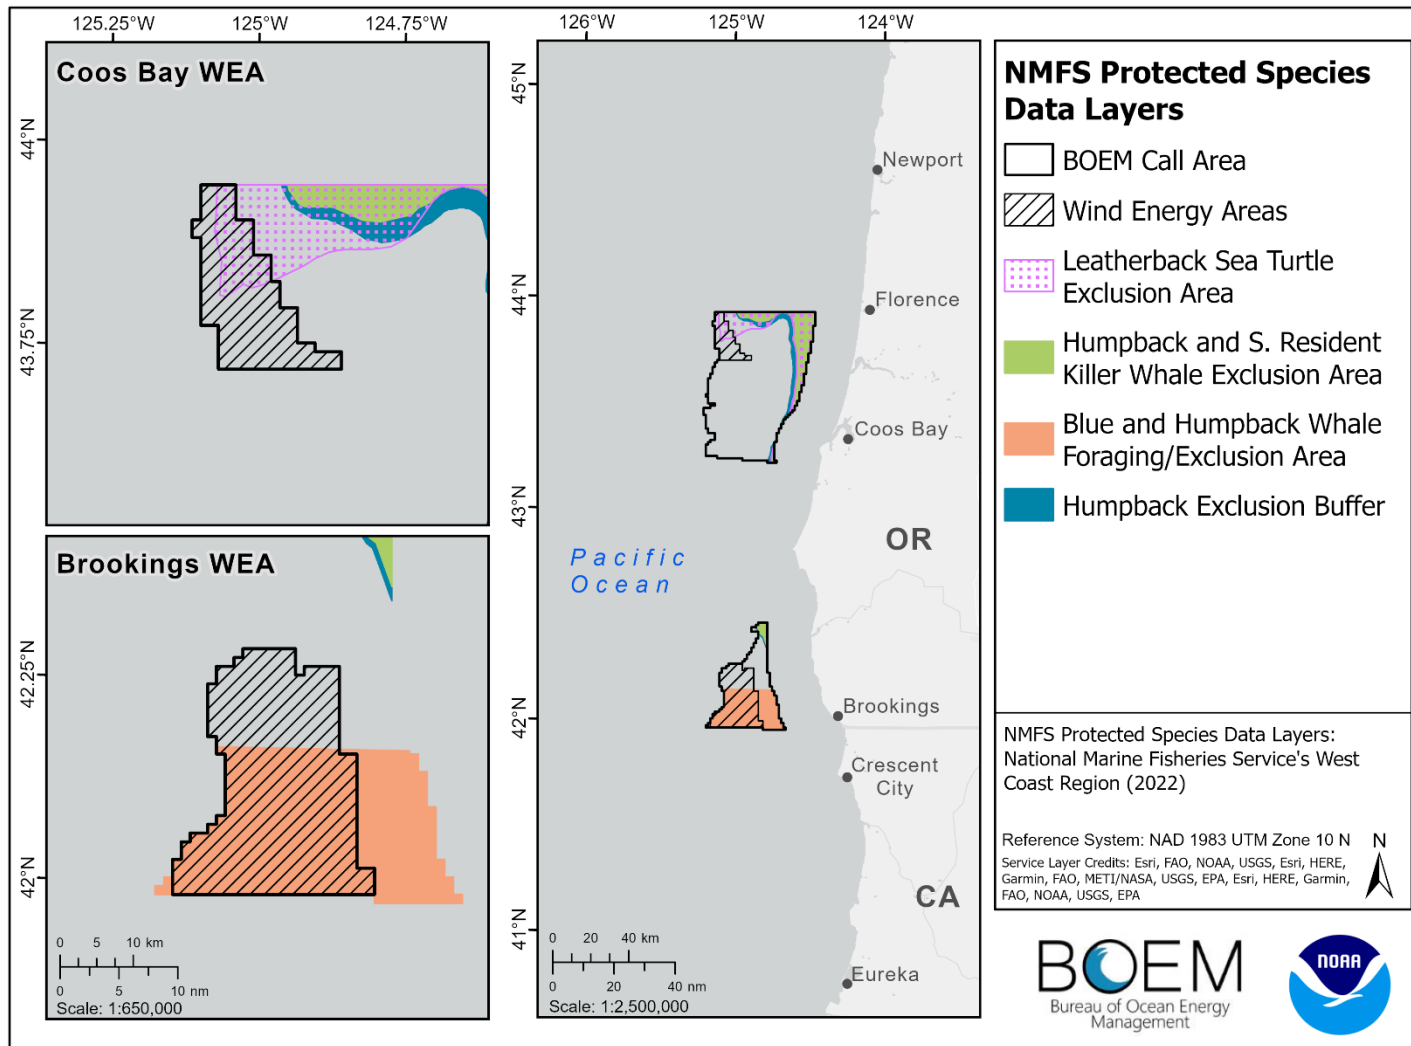 125.25°W 125°W 124.75°W
126°W 125°W 124°W
Coos Bay WEA
44°N
43.75°N
Brookings WEA
42.25°N
42°N
0 5 10 km
0 5 10 nm
Scale: 1:650,000
45°N
44°N
43°N
42°N
41°N
Newport
Florence
Coos Bay
OR
Pacific
Ocean
Brookings
Crescent
City
CA
Eureka
0 20 40 km
0 20 40 nm
Scale: 1:2,500,000
NMFS Protected Species
Data Layers
BOEM Call Area
Wind Energy Areas
Leatherback Sea Turtle
Exclusion Area
Humpback and S. Resident
Killer Whale Exclusion Area
Blue and Humpback Whale
Foraging/Exclusion Area
Humpback Exclusion Buffer
NMFS Protected Species Data Layers:
National Marine Fisheries Service's West
Coast Region (2022)
Reference System: NAD 1983 UTM Zone 10 N
N
Service Layer Credits: Esri, FAO, NOAA, USGS, Esri, HERE,
Garmin, FAO, METI/NASA, USGS, EPA, Esri, HERE, Garmin,
FAO, NOAA, USGS, EPA
BOEM
Bureau of Ocean Energy
Management
NOAA